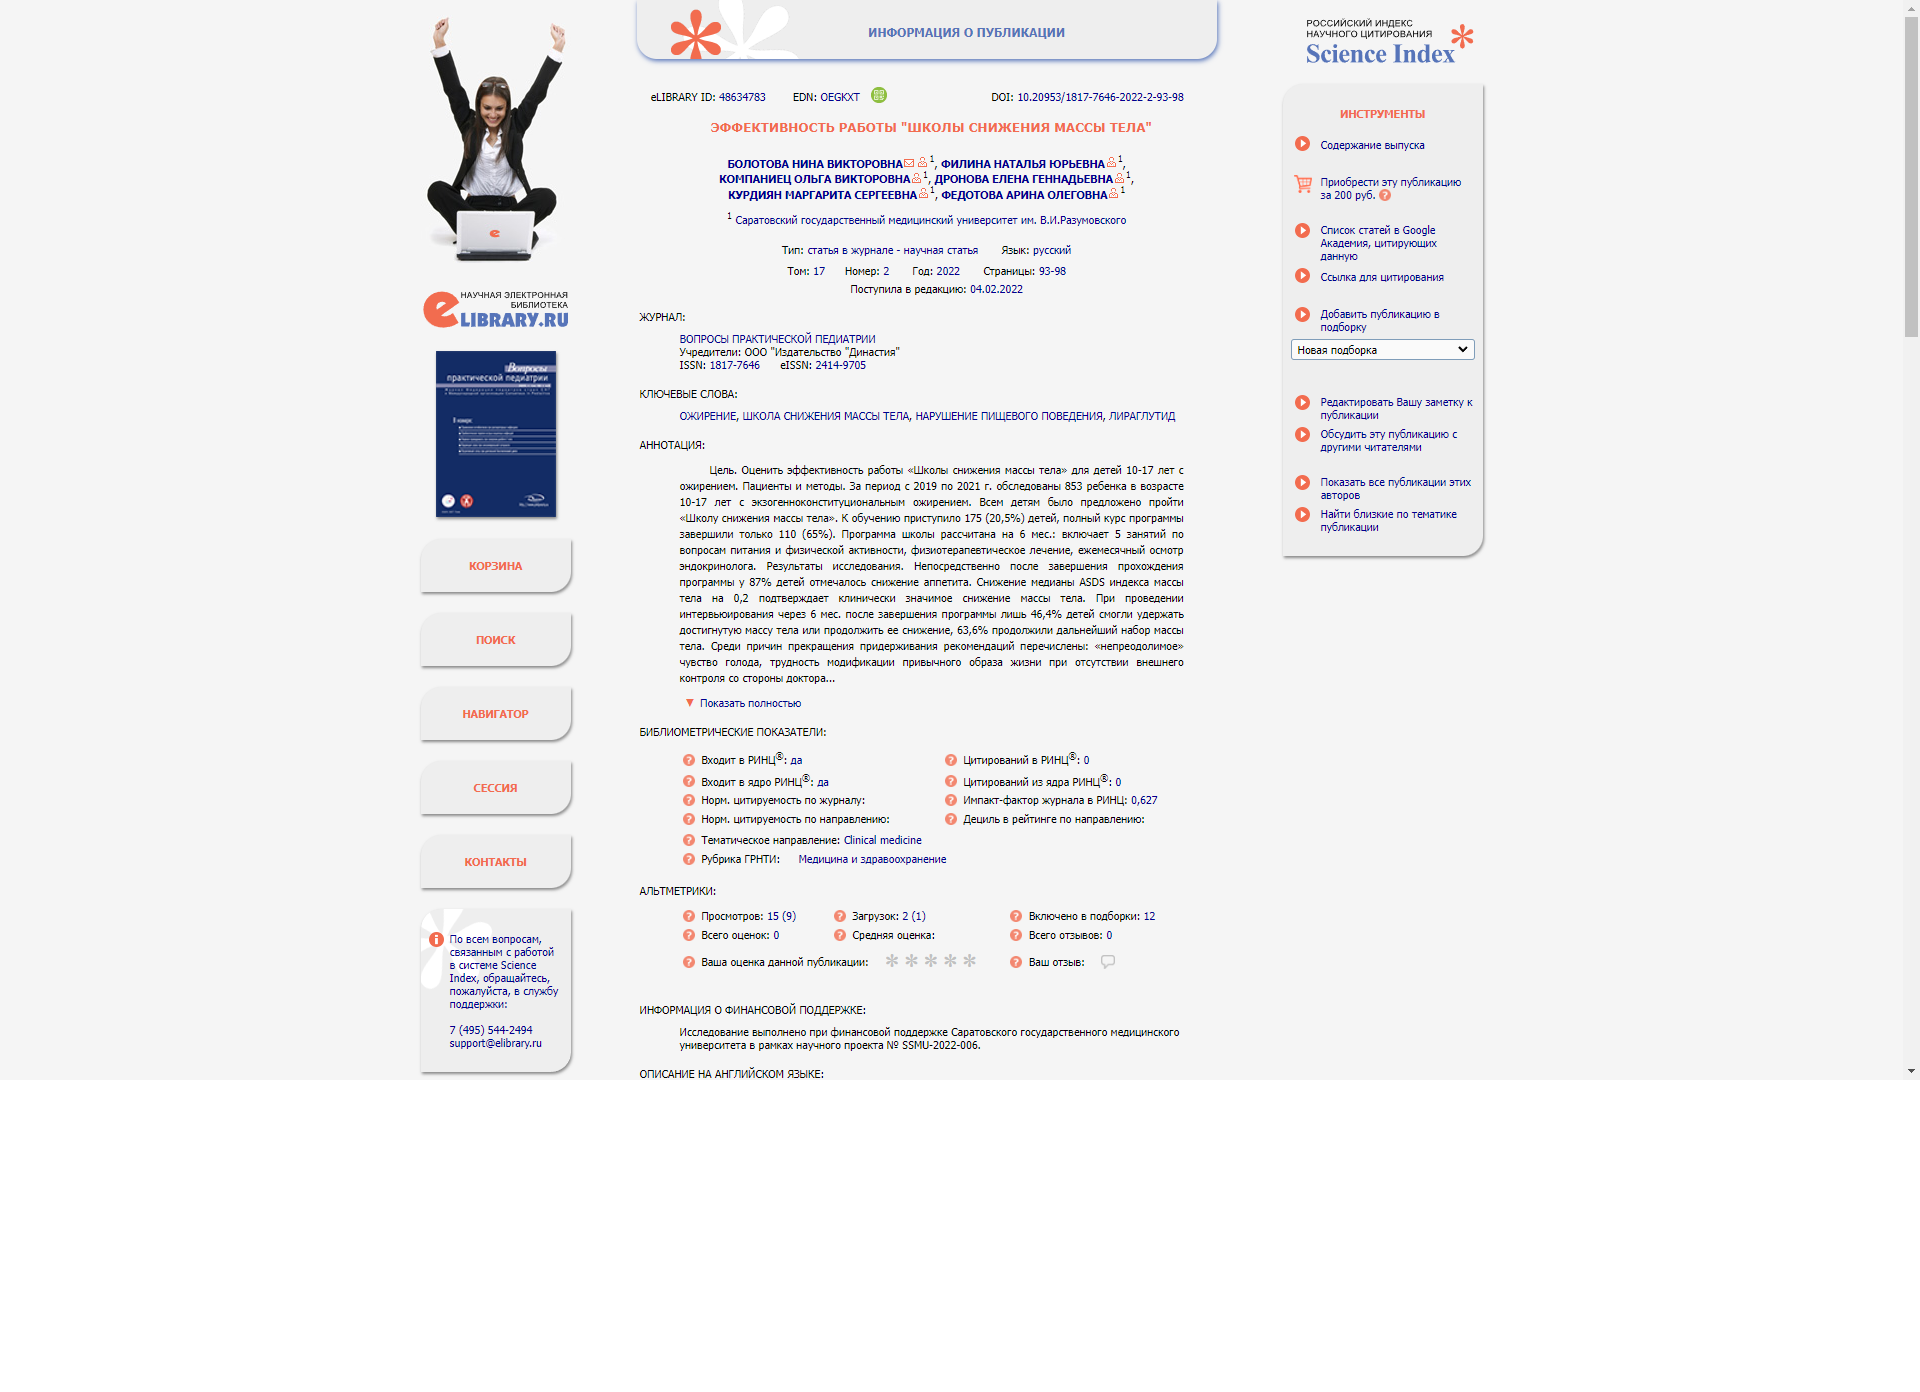 НАУЧНАЯ ЭЛЕКТРОННАЯ
БИБЛИОТЕКА
eLIBRARY.RU
Вопросы
практической педиатрии
В номере:
КОРЗИНА
ПОИСК
НАВИГАТОР
СЕССИЯ
КОНТАКТЫ
По всем вопросам,
связанным с работой
в системе Science
Index, обращайтесь,
пожалуйста, в службу
поддержки:
7 (495) 544-2494
support@elibrary.ru
ИНФОРМАЦИЯ О ПУБЛИКАЦИИ
eLIBRARY ID: 48634783 EDN: OEGKXT DOI: 10.20953/1817-7646-2022-2-93-98
ЭФФЕКТИВНОСТЬ РАБОТЫ "ШКОЛЫ СНИЖЕНИЯ МАССЫ ТЕЛА"
БОЛОТОВА НИНА ВИКТОРОВНА 1, ФИЛИНА НАТАЛЬЯ ЮРЬЕВНА 1,
КОМПАНИЕЦ ОЛЬГА ВИКТОРОВНА 1, ДРОНОВА ЕЛЕНА ГЕННАДЬЕВНА 1,
КУРДИЯН МАРГАРИТА СЕРГЕЕВНА 1, ФЕДОТОВА АРИНА ОЛЕГОВНА 1
1 Саратовский государственный медицинский университет им. В.И.Разумовского
Тип: статья в журнале - научная статья Язык: русский
Том: 17 Номер: 2 Год: 2022 Страницы: 93-98
Поступила в редакцию: 04.02.2022
ЖУРНАЛ:
ВОПРОСЫ ПРАКТИЧЕСКОЙ ПЕДИАТРИИ
Учредители: ООО "Издательство "Династия"
ISSN: 1817-7646 eISSN: 2414-9705
КЛЮЧЕВЫЕ СЛОВА:
ОЖИРЕНИЕ, ШКОЛА СНИЖЕНИЯ МАССЫ ТЕЛА, НАРУШЕНИЕ ПИЩЕВОГО ПОВЕДЕНИЯ, ЛИРАГЛУТИД
АННОТАЦИЯ:
Цель. Оценить эффективность работы «Школы снижения массы тела» для детей 10-17 лет с
ожирением. Пациенты и методы. За период с 2019 по 2021 г. обследованы 853 ребенка в возрасте
10-17 лет с экзогенноконституциональным ожирением. Всем детям было предложено пройти
«Школу снижения массы тела». К обучению приступило 175 (20,5%) детей, полный курс программы
завершили только 110 (65%). Программа школы рассчитана на 6 мес.: включает 5 занятий по
вопросам питания и физической активности, физиотерапевтическое лечение, ежемесячный осмотр
эндокринолога. Результаты исследования. Непосредственно после завершения прохождения
программы у 87% детей отмечалось снижение аппетита. Снижение медианы ASDS индекса массы
тела на 0,2 подтверждает клинически значимое снижение массы тела. При проведении
интервьюирования через 6 мес. после завершения программы лишь 46,4% детей смогли удержать
достигнутую массу тела или продолжить ее снижение, 63,6% продолжили дальнейший набор массы
тела. Среди причин прекращения придерживания рекомендаций перечислены: «непреодолимое»
чувство голода, трудность модификации привычного образа жизни при отсутствии внешнего
контроля со стороны доктора...
Показать полностью
БИБЛИОМЕТРИЧЕСКИЕ ПОКАЗАТЕЛИ:
Входит в РИНЦ®: да Цитирований в РИНЦ®: 0
Входит в ядро РИНЦ®: да Цитирований из ядра РИНЦ®: 0
Норм. цитируемость по журналу: Импакт-фактор журнала в РИНЦ: 0,627
Норм. цитируемость по направлению: Дециль в рейтинге по направлению:
Тематическое направление: Clinical medicine
Рубрика ГРНТИ: Медицина и здравоохранение
АЛЬТМЕТРИКИ:
Просмотров: 15 (9) Загрузок: 2 (1) Включено в подборки: 12
Всего оценок: 0 Средняя оценка: Всего отзывов: 0
Ваша оценка данной публикации: Ваш отзыв:
ИНФОРМАЦИЯ О ФИНАНСОВОЙ ПОДДЕРЖКЕ:
Исследование выполнено при финансовой поддержке Саратовского государственного медицинского
университета в рамках научного проекта № SSMU-2022-006.
ОПИСАНИЕ НА АНГЛИЙСКОМ ЯЗЫКЕ:
РОССИЙСКИЙ ИНДЕКС
НАУЧНОГО ЦИТИРОВАНИЯ
Science Index
ИНСТРУМЕНТЫ
Содержание выпуска
Приобрести эту публикацию
за 200 руб.
Список статей в Google
Академия, цитирующих
данную
Ссылка для цитирования
Добавить публикацию в
подборку
Новая подборка
Редактировать Вашу заметку к
публикации
Обсудить эту публикацию с
другими читателями
Показать все публикации этих
авторов
Найти близкие по тематике
публикации